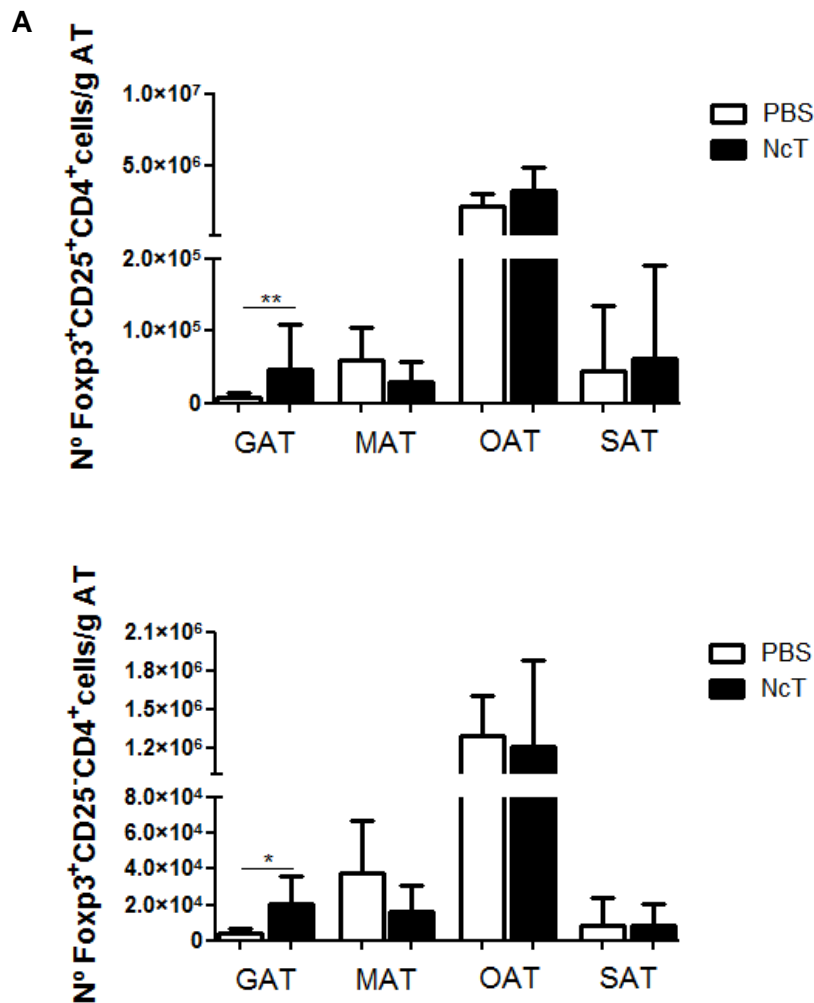 A
Nº Foxp3⁺CD25⁺CD4⁺cells/g AT
1.0×10⁷
5.0×10⁶
2.0×10⁵
1.0×10⁵
0
**
GAT MAT OAT SAT
PBS
NcT
Nº Foxp3⁺CD25⁻CD4⁺cells/g AT
2.1×10⁶
1.8×10⁶
1.5×10⁶
1.2×10⁶
8.0×10⁴
6.0×10⁴
4.0×10⁴
2.0×10⁴
0
*
GAT MAT OAT SAT
PBS
NcT